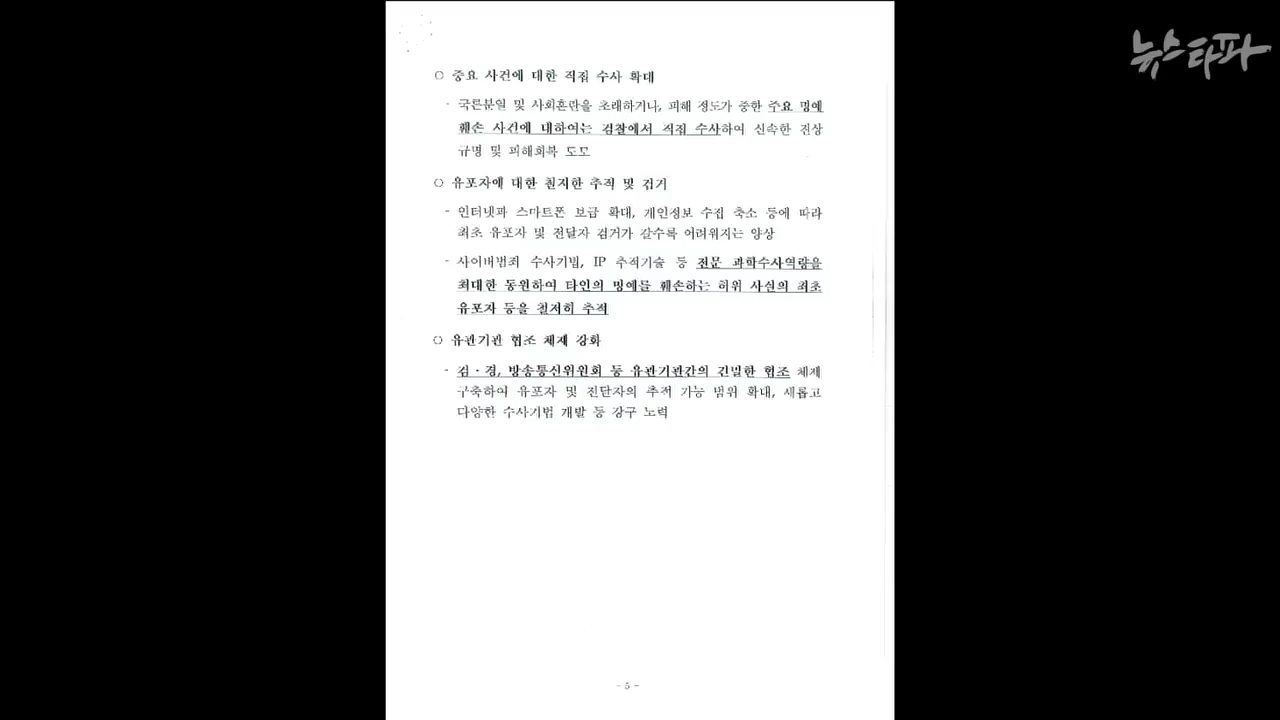 뉴스타파
○ 중요 사건에 대한 직접 수사 확대
- 국론분열 및 사회혼란을 초래하거나, 피해 정도가 중한 주요 명예
훼손 사건에 대하여는 검찰에서 직접 수사하여 신속한 진상
규명 및 피해회복 도모
○ 유포자에 대한 철저한 추적 및 검거
- 인터넷과 스마트폰 보급 확대, 개인정보 수집 축소 등에 따라
최초 유포자 및 전달자 검거가 갈수록 어려워지는 양상
- 사이버범죄 수사기법, IP 추적기술 등 전문 과학수사역량을
최대한 동원하여 타인의 명예를 훼손하는 허위 사실의 최초
유포자 등을 철저히 추적
○ 유관기관 협조 체제 강화
- 검·경, 방송통신위원회 등 유관기관간의 긴밀한 협조 체제
구축하여 유포자 및 전달자의 추적 가능 범위 확대, 새롭고
다양한 수사기법 개발 등 강구 노력
- 5 -